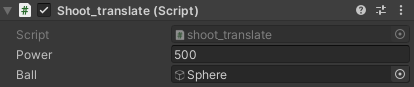 Shoot_translate (Script)
Script shoot_translate
Power 500
Ball Sphere